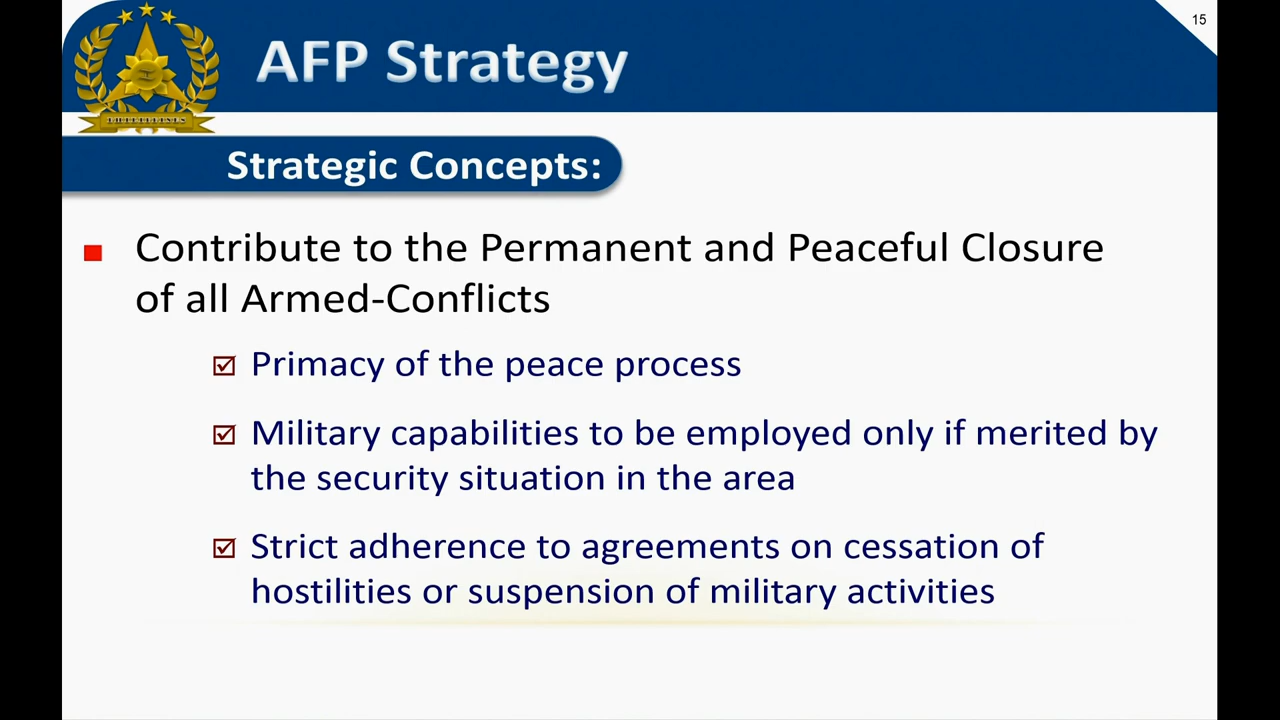 15
AFP Strategy
PHILIPPINES
Strategic Concepts:
Contribute to the Permanent and Peaceful Closure
of all Armed-Conflicts
Primacy of the peace process
Military capabilities to be employed only if merited by
the security situation in the area
Strict adherence to agreements on cessation of
hostilities or suspension of military activities